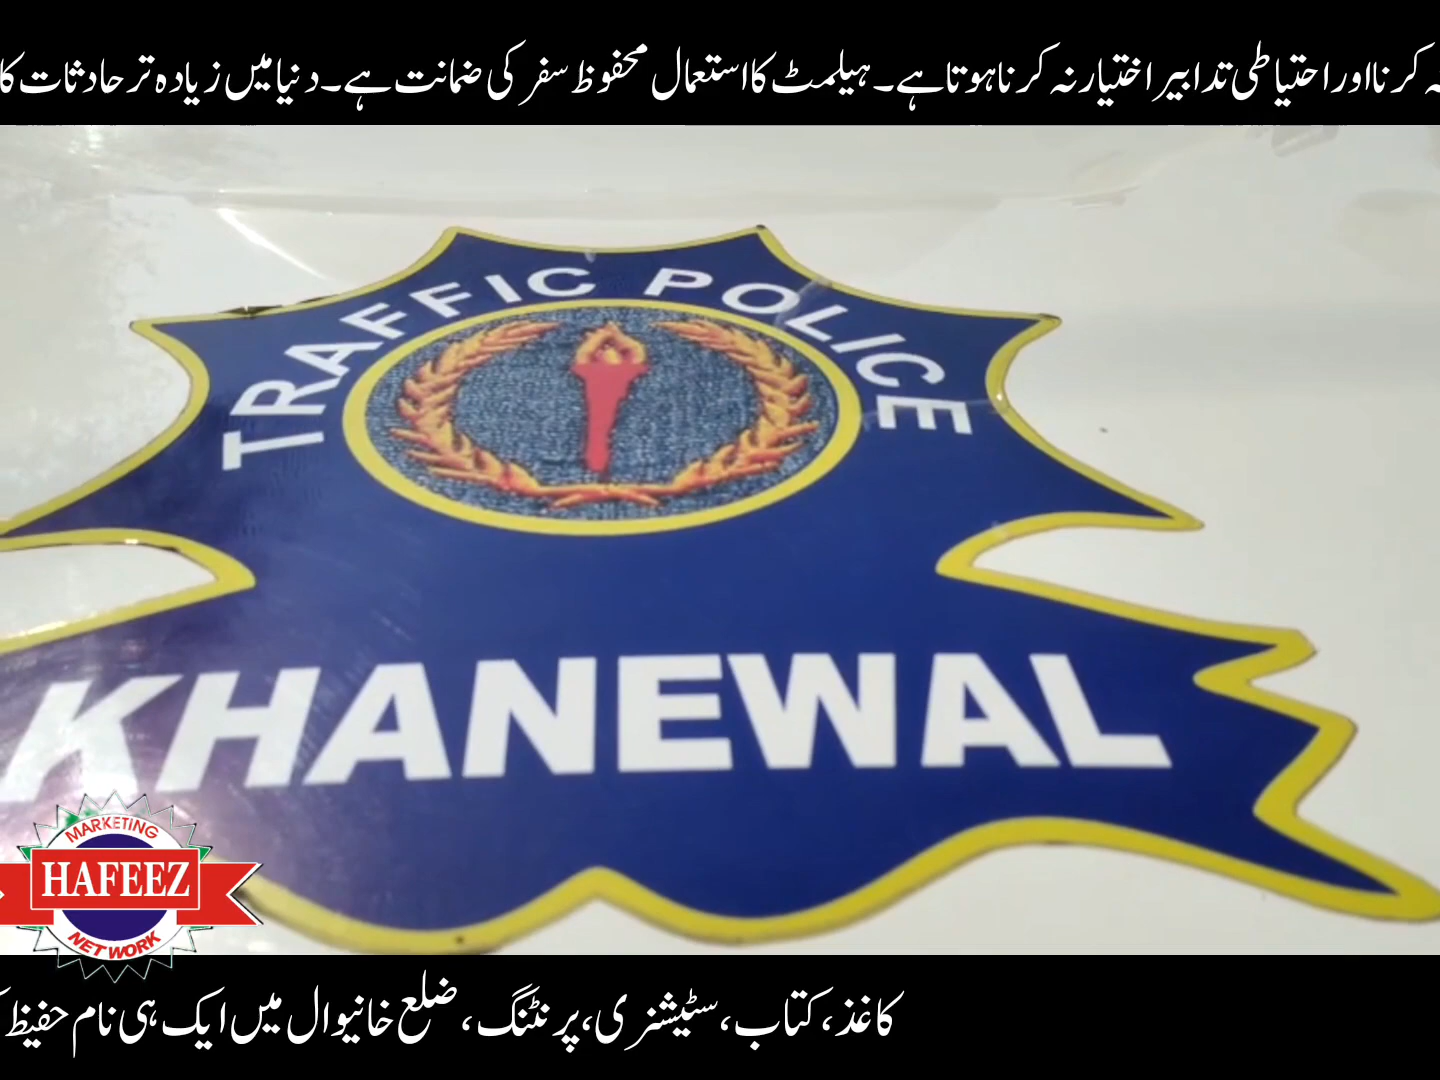 کرنا اور احتیاطی تدابیر اختیار نہ کرنا ہوتا ہے۔ ہیلمٹ کا استعمال محفوظ سفر کی ضمانت ہے۔ دنیا میں زیادہ تر حادثات کا
TRAFFIC POLICE
KHANEWAL
MARKETING
HAFEEZ
NETWORK
کاغذ، کتاب، سٹیشنری، پرنٹنگ، ضلع خانیوال میں ایک ہی نام حفیظ